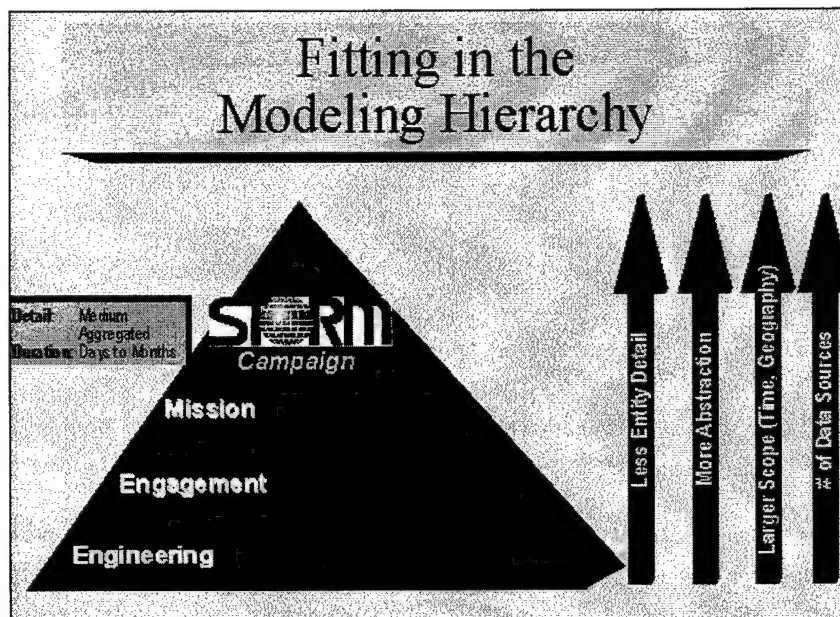 Fitting in the
Modeling Hierarchy
STORM
Campaign
Detail: Medium
Aggregated
Duration: Days to Months
Mission
Engagement
Engineering
Less Entity Detail
More Abstraction
Larger Scope (Time, Geography)
# of Data Sources